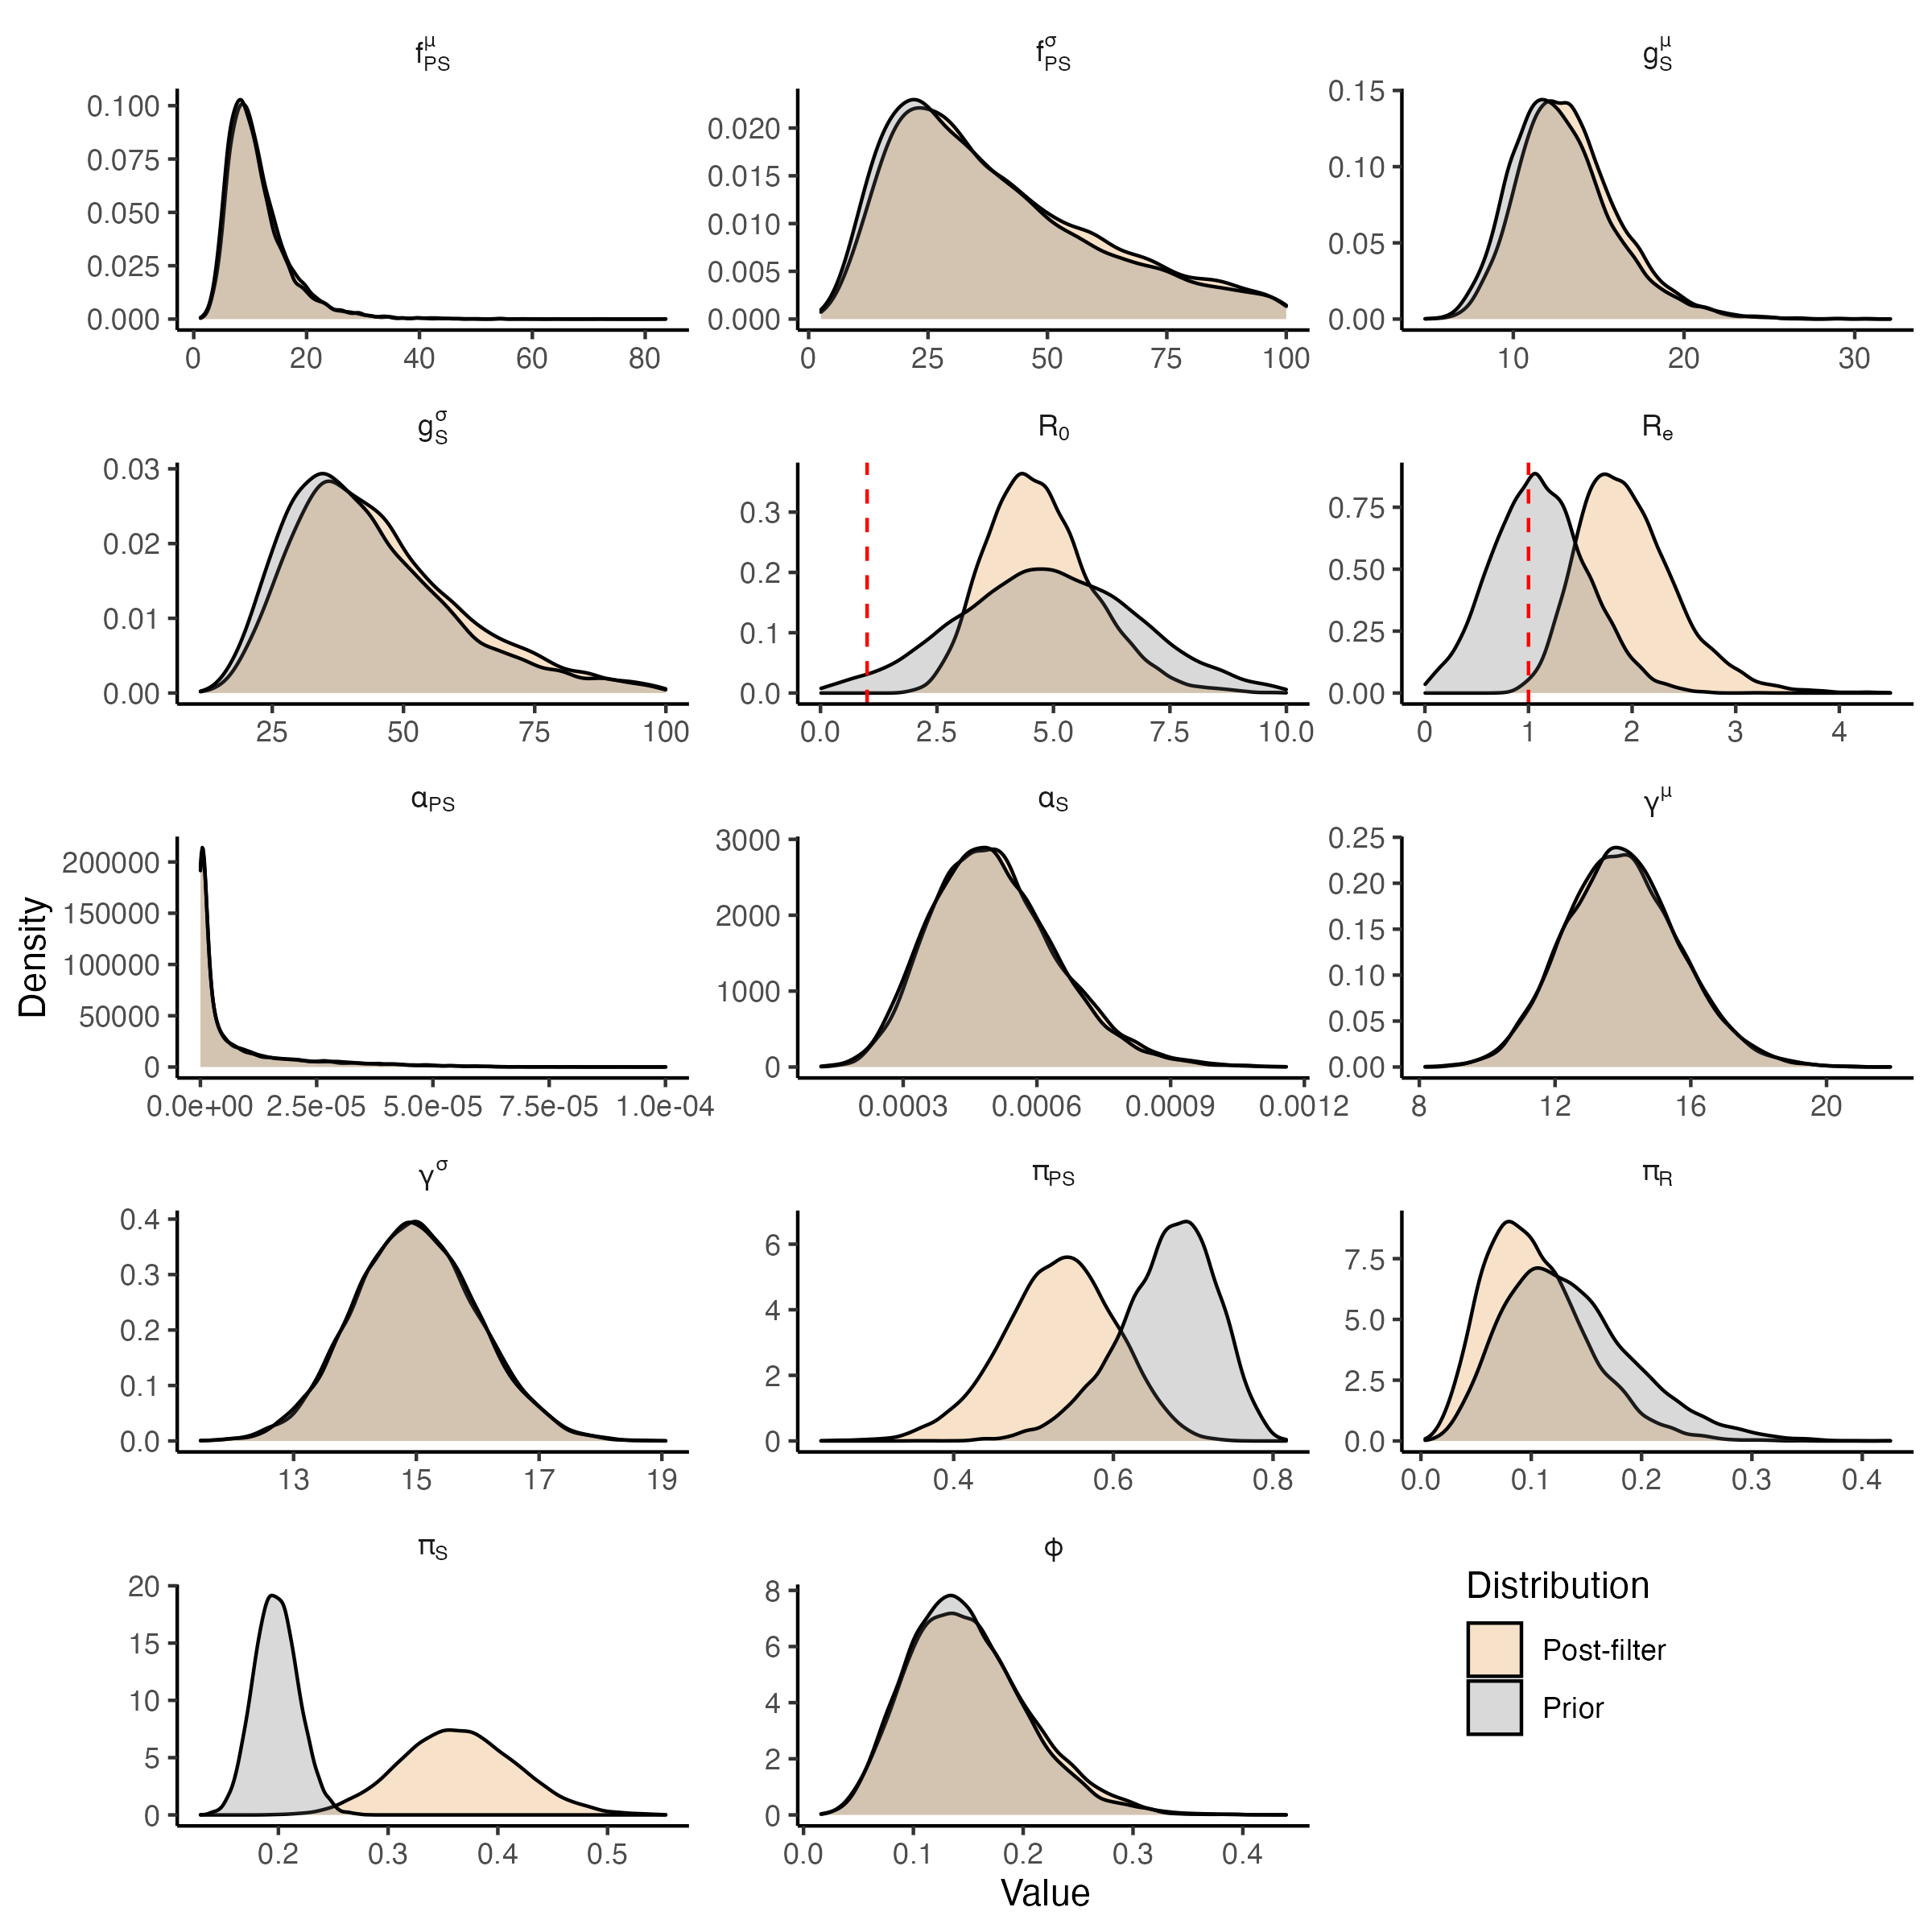 f_PS^μ f_PS^σ g_S^μ
0.100 0.075 0.050 0.025 0.000
0 20 40 60 80
0.020 0.015 0.010 0.005 0.000
0 25 50 75 100
0.15 0.10 0.05 0.00
10 20 30
g_S^σ R₀ Rₑ
0.03 0.02 0.01 0.00
25 50 75 100
0.3 0.2 0.1 0.0
0.0 2.5 5.0 7.5 10.0
0.75 0.50 0.25 0.00
0 1 2 3 4
α_PS α_S γ^μ
200000 150000 100000 50000 0
0.0e+00 2.5e-05 5.0e-05 7.5e-05 1.0e-04
3000 2000 1000 0
0.0003 0.0006 0.0009 0.0012
0.25 0.20 0.15 0.10 0.05 0.00
8 12 16 20
γ^σ π_PS π_R
0.4 0.3 0.2 0.1 0.0
13 15 17 19
6 4 2 0
0.4 0.6 0.8
7.5 5.0 2.5 0.0
0.0 0.1 0.2 0.3 0.4
π_S ϕ
20 15 10 5 0
0.2 0.3 0.4 0.5
8 6 4 2 0
0.0 0.1 0.2 0.3 0.4
Density
Value
Distribution
Post-filter
Prior